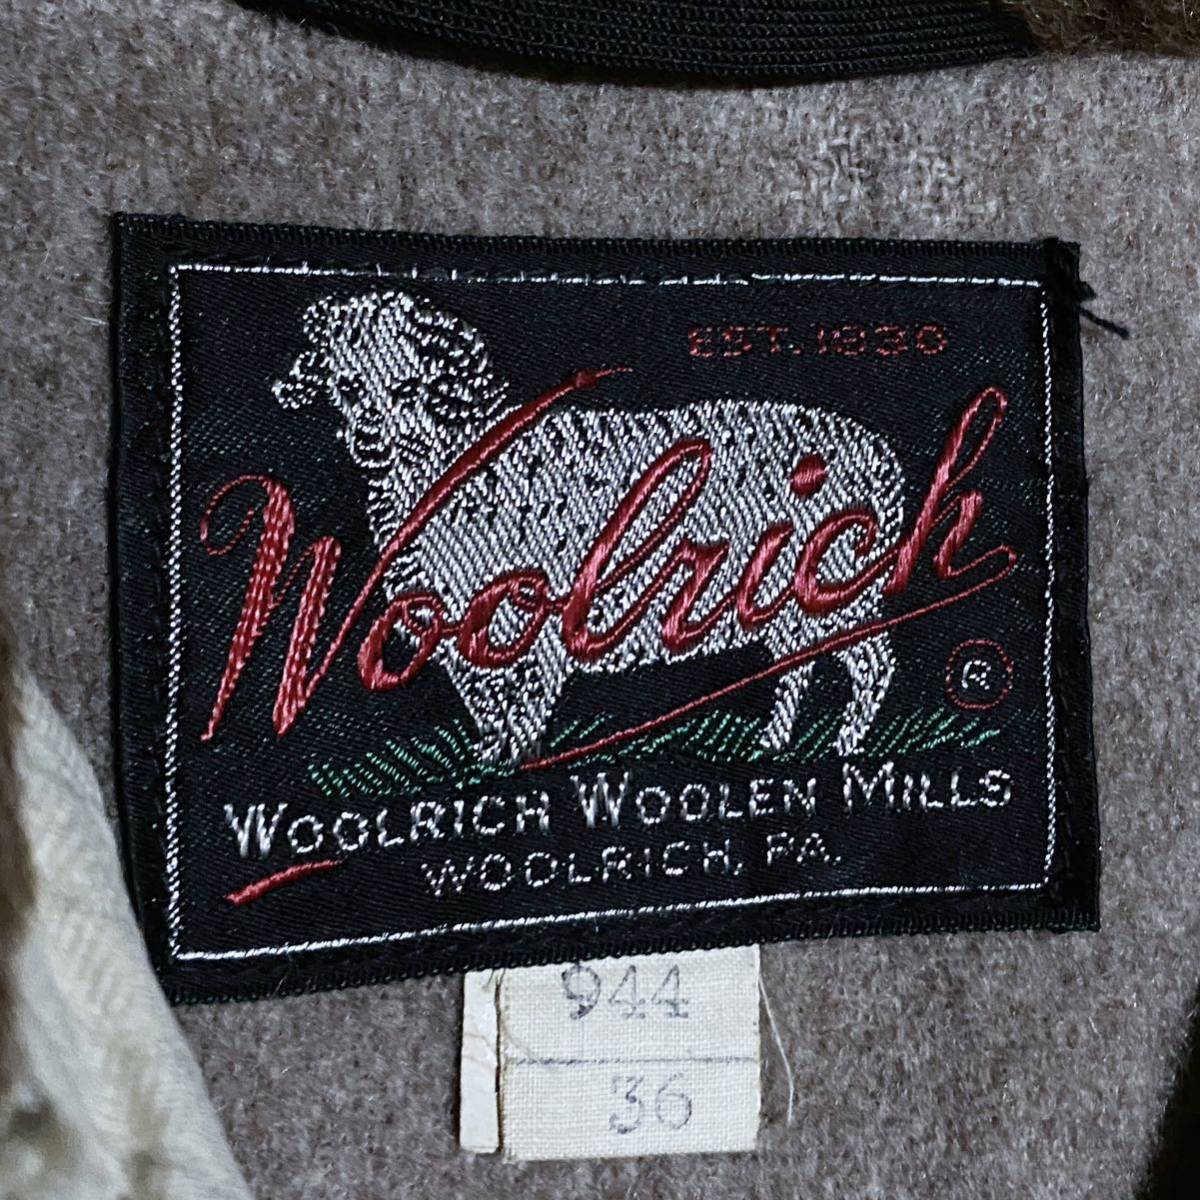 EST. 1830
Woolrich
®
WOOLRICH WOOLEN MILLS
WOOLRICH, PA.
944
36